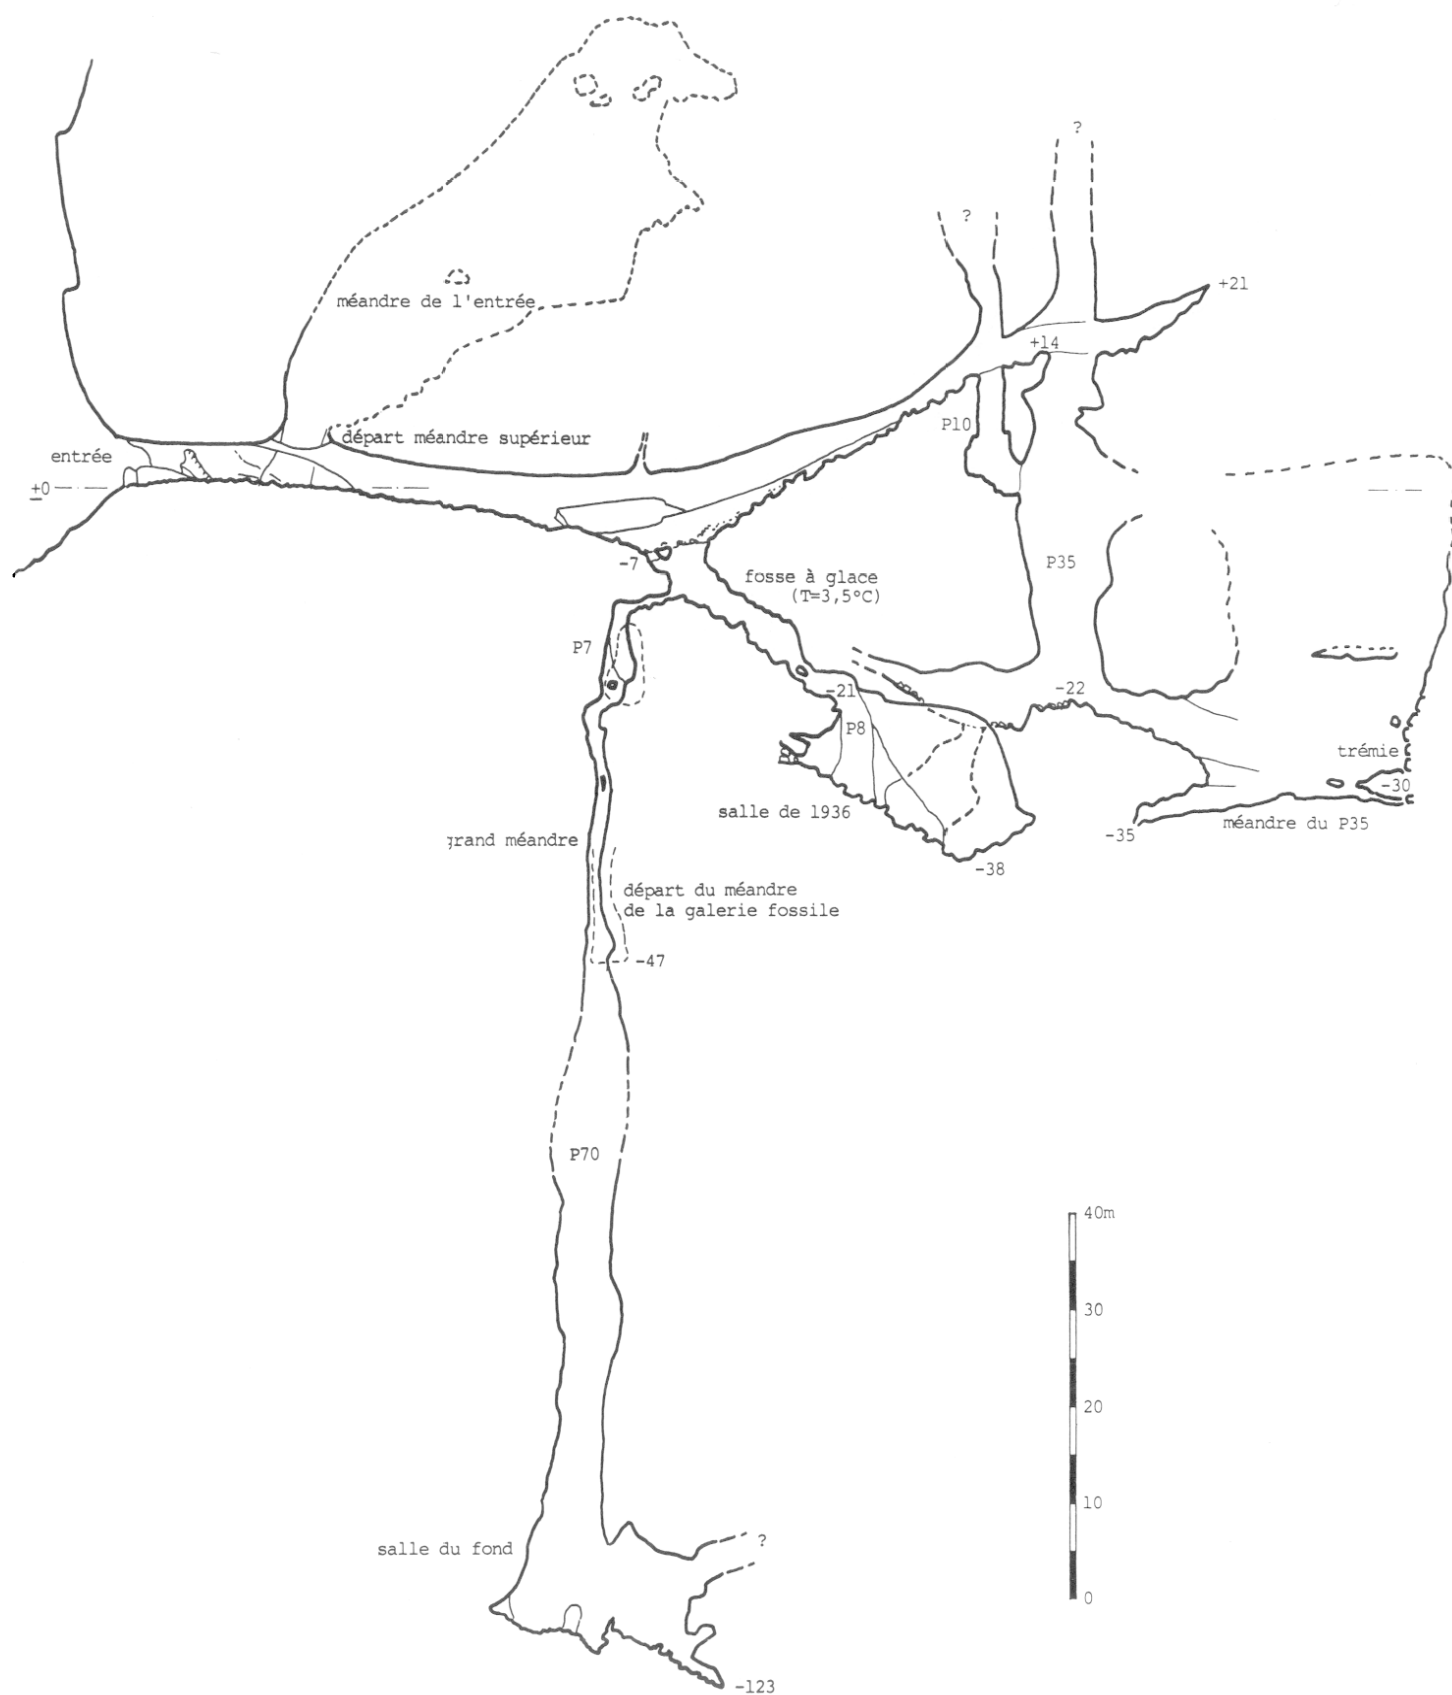 ?
?
+21
méandre de l'entrée
+14
P10
départ méandre supérieur
entrée
±0
-7
fosse à glace
(T=3,5°C)
P35
P7
-21
-22
P8
trémie
-30
salle de 1936
méandre du P35
-35
grand méandre
-38
départ du méandre
de la galerie fossile
-47
P70
40m
30
20
10
0
?
salle du fond
-123